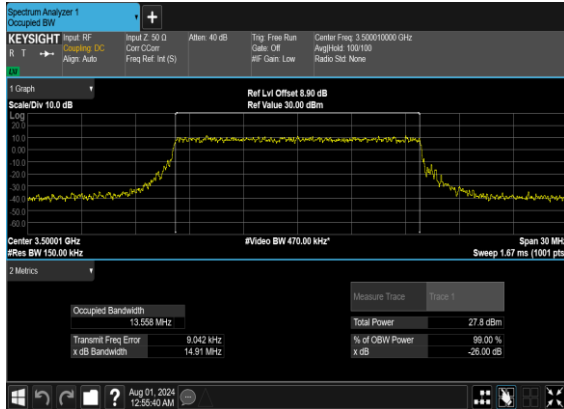 Spectrum Analyzer 1
Occupied BW
+
KEYSIGHT Input: RF Input Z: 50 Ω Atten: 40 dB Trig: Free Run Center Freq: 3.500010000 GHz
R T Coupling: DC Corr CCorr Gate: Off Avg|Hold: 100/100
Align: Auto Freq Ref: Int (S) #IF Gain: Low Radio Std: None
LXI
1 Graph Ref Lvl Offset 8.90 dB
Scale/Div 10.0 dB Ref Value 30.00 dBm
Log
20.0
10.0
0.00
-10.0
-20.0
-30.0
-40.0
-50.0
-60.0
Center 3.50001 GHz #Video BW 470.00 kHz* Span 30 MHz
#Res BW 150.00 kHz Sweep 1.67 ms (1001 pts
2 Metrics
Measure Trace Trace 1
Occupied Bandwidth
13.558 MHz Total Power 27.8 dBm
Transmit Freq Error 9.042 kHz % of OBW Power 99.00 %
x dB Bandwidth 14.91 MHz x dB -26.00 dB
? Aug 01, 2024
12:55:40 AM